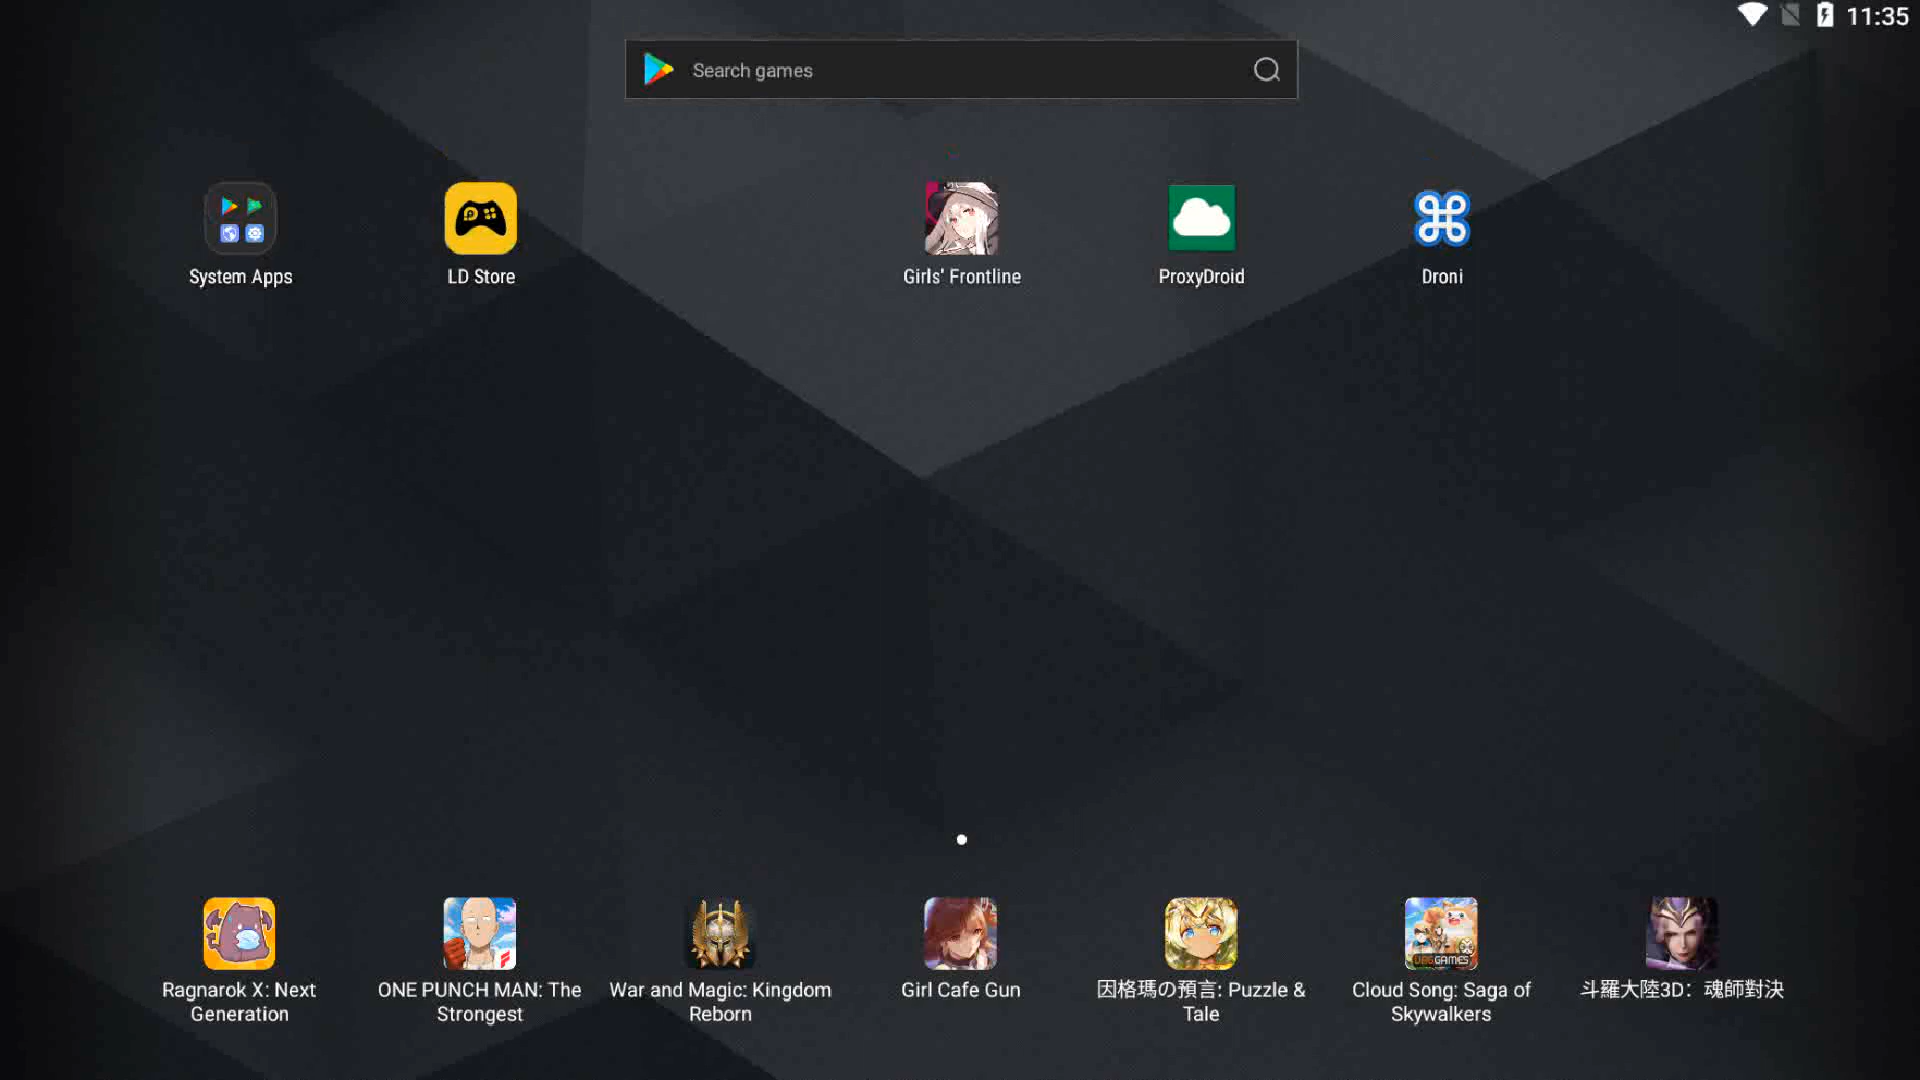 11:35
Search games
System Apps
LD Store
Girls' Frontline
ProxyDroid
Droni
Ragnarok X: Next
Generation
ONE PUNCH MAN: The
Strongest
War and Magic: Kingdom
Reborn
Girl Cafe Gun
因格瑪の預言: Puzzle &
Tale
GAMES
Cloud Song: Saga of
Skywalkers
斗羅大陸3D：魂師對決